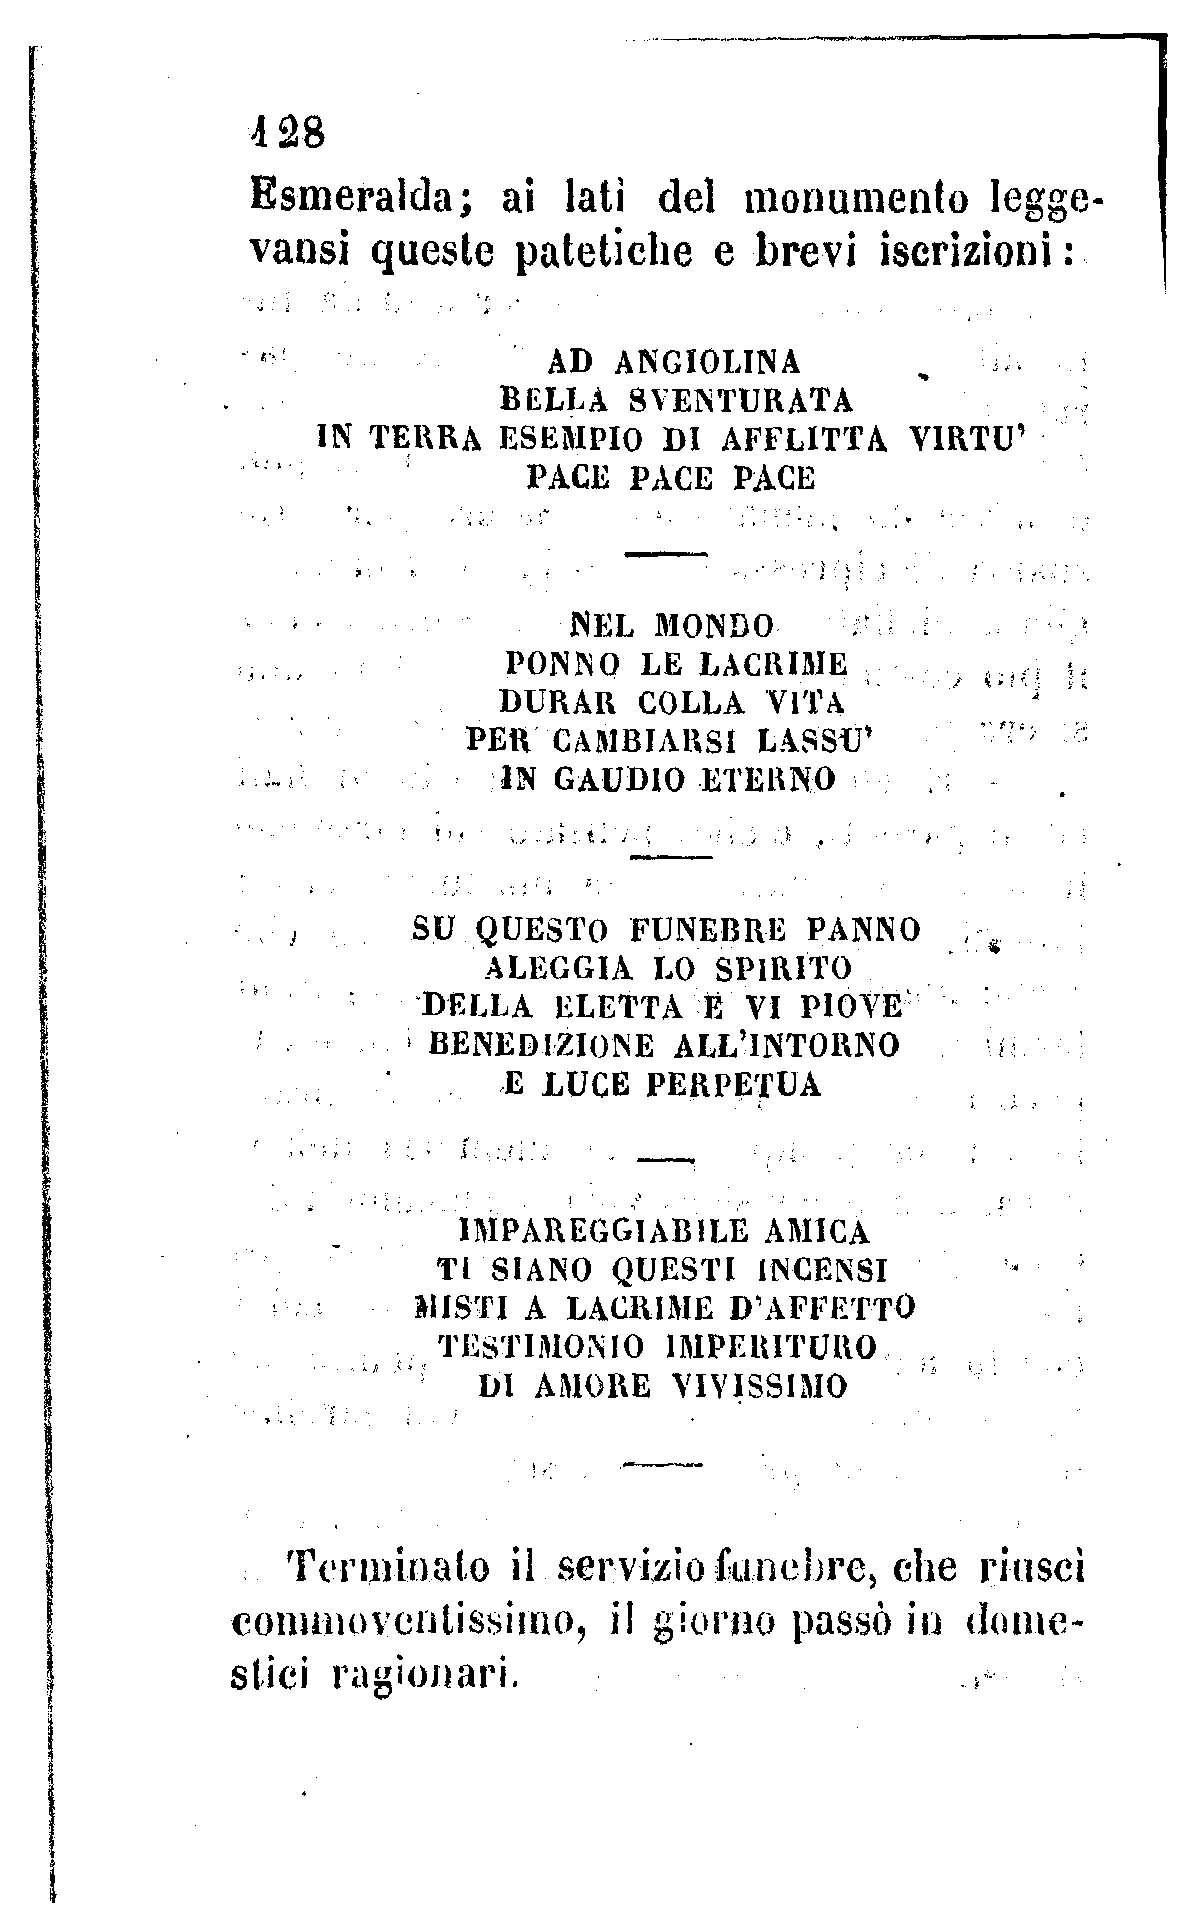 128
Esmeralda; ai lati del monumento legge-
vansi queste patetiche e brevi iscrizioni:
AD ANGIOLINA
BELLA SVENTURATA
IN TERRA ESEMPIO DI AFFLITTA VIRTU'
PACE PACE PACE
NEL MONDO
PONNO LE LACRIME
DURAR COLLA VITA
PER CAMBIARSI LASSU'
IN GAUDIO ETERNO
SU QUESTO FUNEBRE PANNO
ALEGGIA LO SPIRITO
DELLA ELETTA E VI PIOVE
BENEDIZIONE ALL'INTORNO
E LUCE PERPETUA
IMPAREGGIABILE AMICA
TI SIANO QUESTI INCENSI
MISTI A LACRIME D'AFFETTO
TESTIMONIO IMPERITURO
DI AMORE VIVISSIMO
Terminato il servizio funebre, che riuscì
commoventissimo, il giorno passò in dome-
stici ragionari.